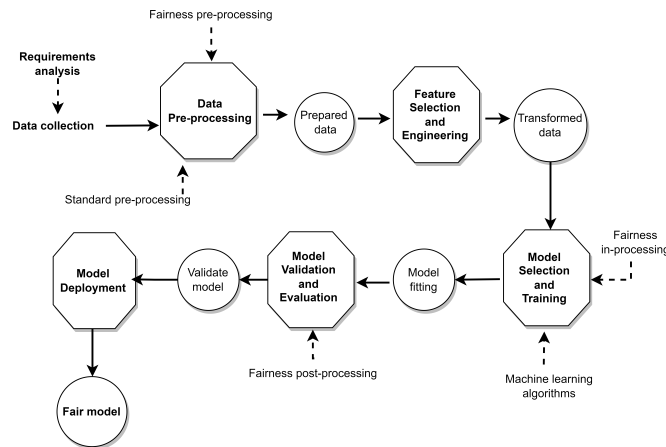 Fairness pre-processing
Requirements
analysis
Data collection
Data
Pre-processing
Prepared
data
Feature
Selection
and
Engineering
Transformed
data
Standard pre-processing
Fairness
in-processing
Model
Selection
and
Training
Machine learning
algorithms
Model
fitting
Model
Validation
and
Evaluation
Fairness post-processing
Validate
model
Model
Deployment
Fair model